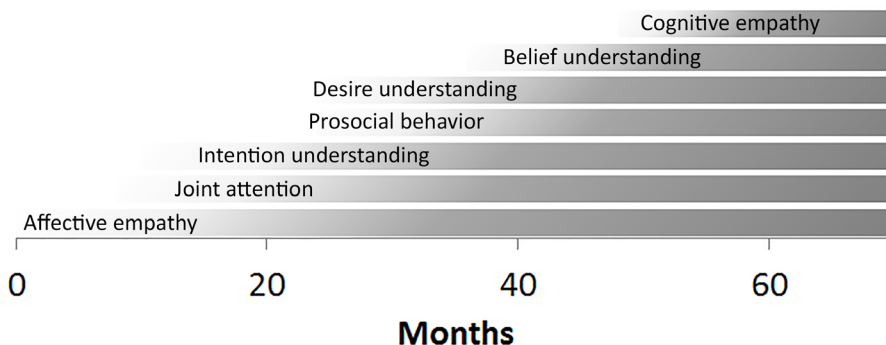 Cognitive empathy
Belief understanding
Desire understanding
Prosocial behavior
Intention understanding
Joint attention
Affective empathy
0 20 40 60
Months